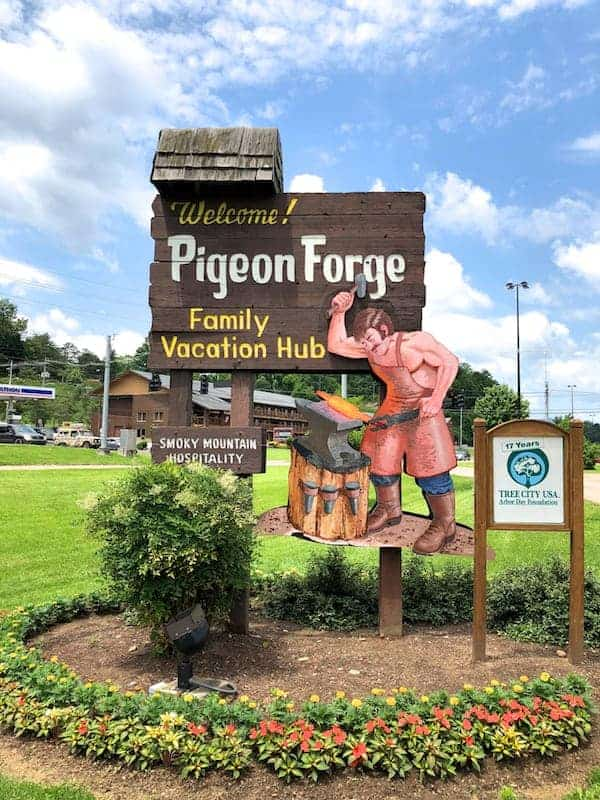 Welcome!
Pigeon Forge
Family
Vacation Hub
SMOKY MOUNTAIN
HOSPITALITY
17 Years
TREE CITY USA
Arbor Day Foundation